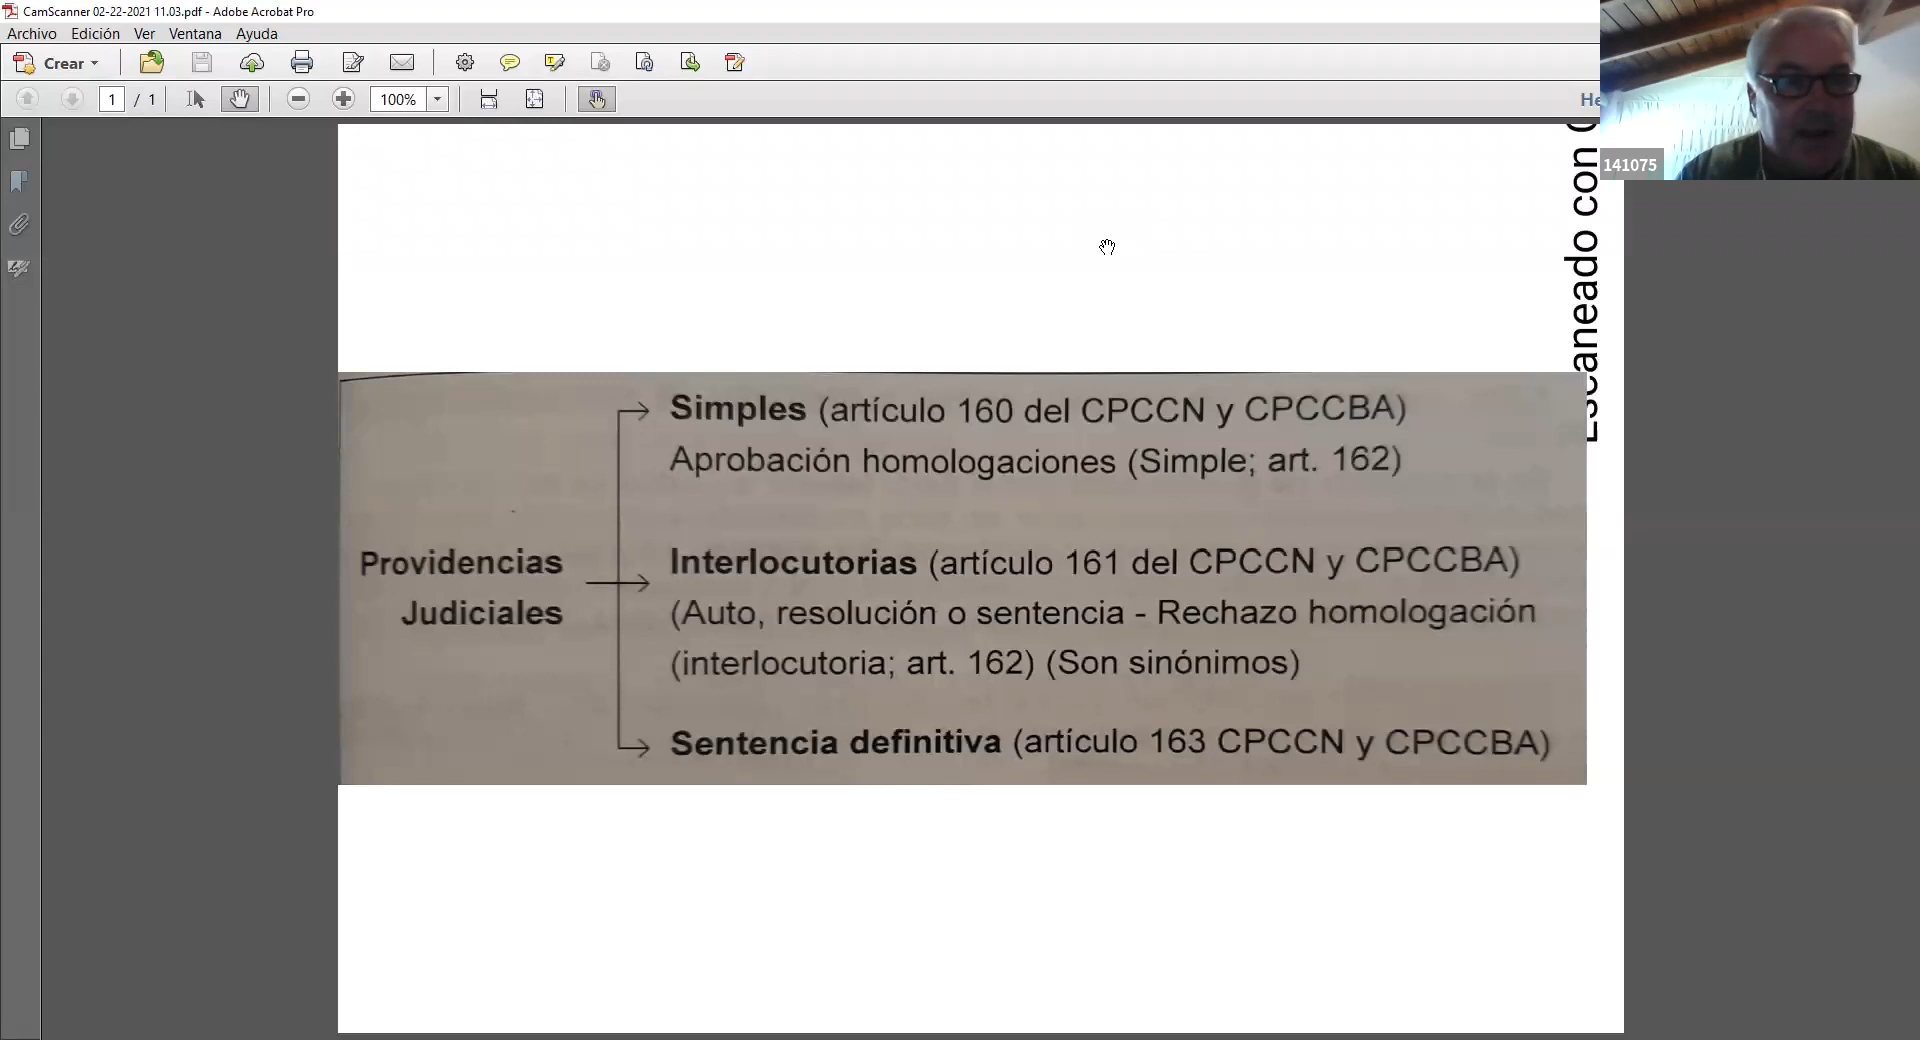 CamScanner 02-22-2021 11.03.pdf - Adobe Acrobat Pro
Archivo Edición Ver Ventana Ayuda
Crear
1 / 1 100%
141075
Escaneado con
Simples (artículo 160 del CPCCN y CPCCBA)
Aprobación homologaciones (Simple; art. 162)
Providencias
Judiciales
Interlocutorias (artículo 161 del CPCCN y CPCCBA)
(Auto, resolución o sentencia - Rechazo homologación
(interlocutoria; art. 162) (Son sinónimos)
Sentencia definitiva (artículo 163 CPCCN y CPCCBA)